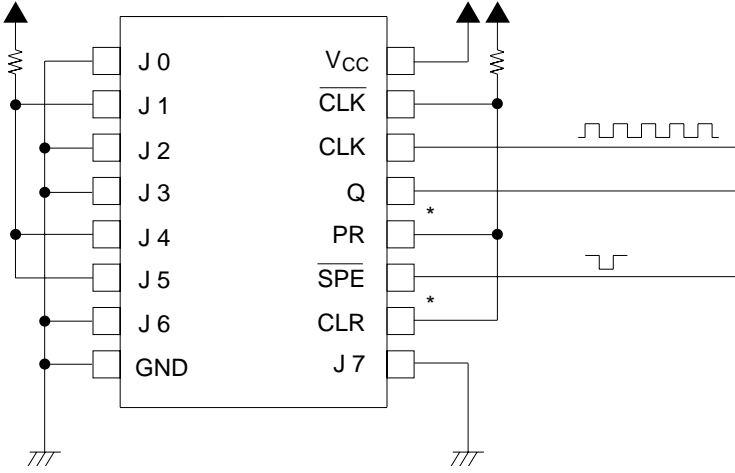 J 0
J 1
J 2
J 3
J 4
J 5
J 6
GND
VCC
CLK
CLK
Q
*
PR
SPE
*
CLR
J 7